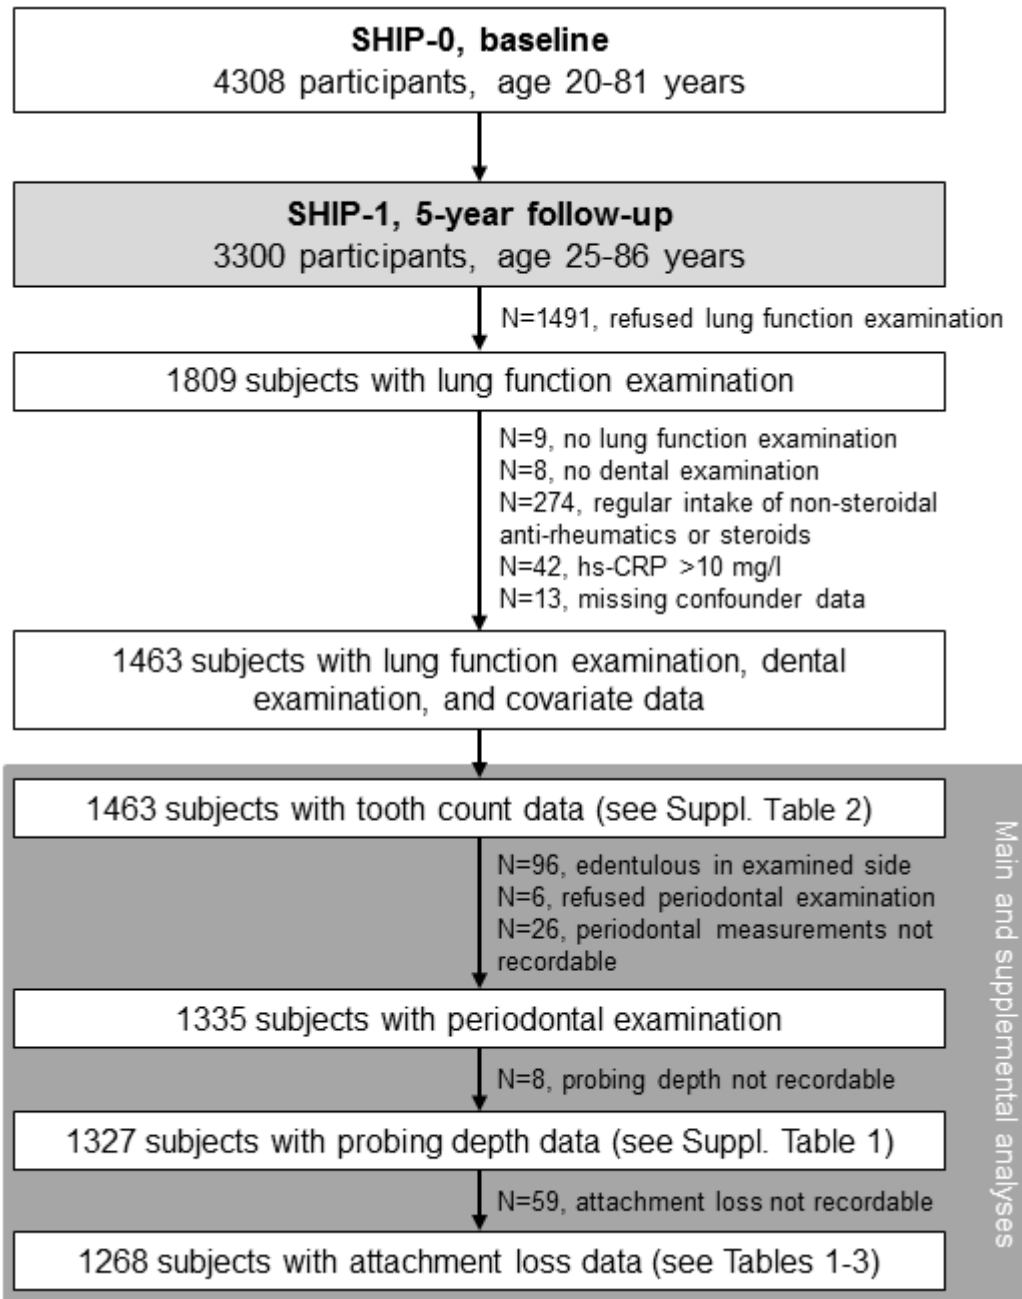 SHIP-0, baseline
4308 participants, age 20-81 years
SHIP-1, 5-year follow-up
3300 participants, age 25-86 years
N=1491, refused lung function examination
1809 subjects with lung function examination
N=9, no lung function examination
N=8, no dental examination
N=274, regular intake of non-steroidal
anti-rheumatics or steroids
N=42, hs-CRP >10 mg/l
N=13, missing confounder data
1463 subjects with lung function examination, dental
examination, and covariate data
1463 subjects with tooth count data (see Suppl. Table 2)
N=96, edentulous in examined side
N=6, refused periodontal examination
N=26, periodontal measurements not
recordable
1335 subjects with periodontal examination
N=8, probing depth not recordable
1327 subjects with probing depth data (see Suppl. Table 1)
N=59, attachment loss not recordable
1268 subjects with attachment loss data (see Tables 1-3)
Main and supplemental analyses